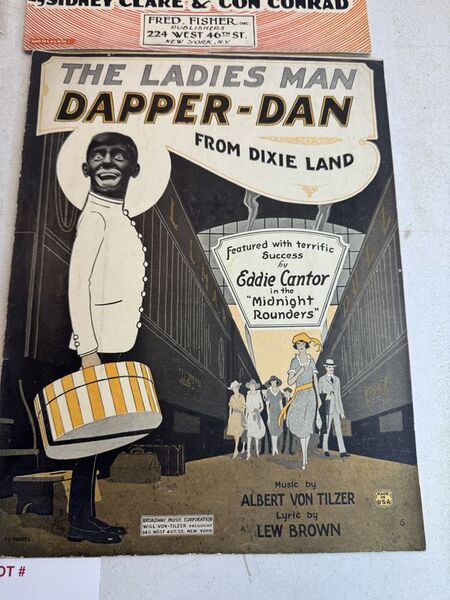 SIDNEY CLARE & CON CONRAD
FRED. FISHER, INC.
PUBLISHERS
224 WEST 46TH ST.
NEW YORK, N.Y.
THE LADIES MAN
DAPPER-DAN
FROM DIXIE LAND
Featured with terrific
Success
by
Eddie Cantor
in the
"Midnight
Rounders"
Music by
ALBERT VON TILZER
Lyric by
LEW BROWN
MADE IN
U.S.A.
6
BROADWAY MUSIC CORPORATION
WILL VON TILZER PRESIDENT
145 WEST 45TH ST. NEW YORK
OT #